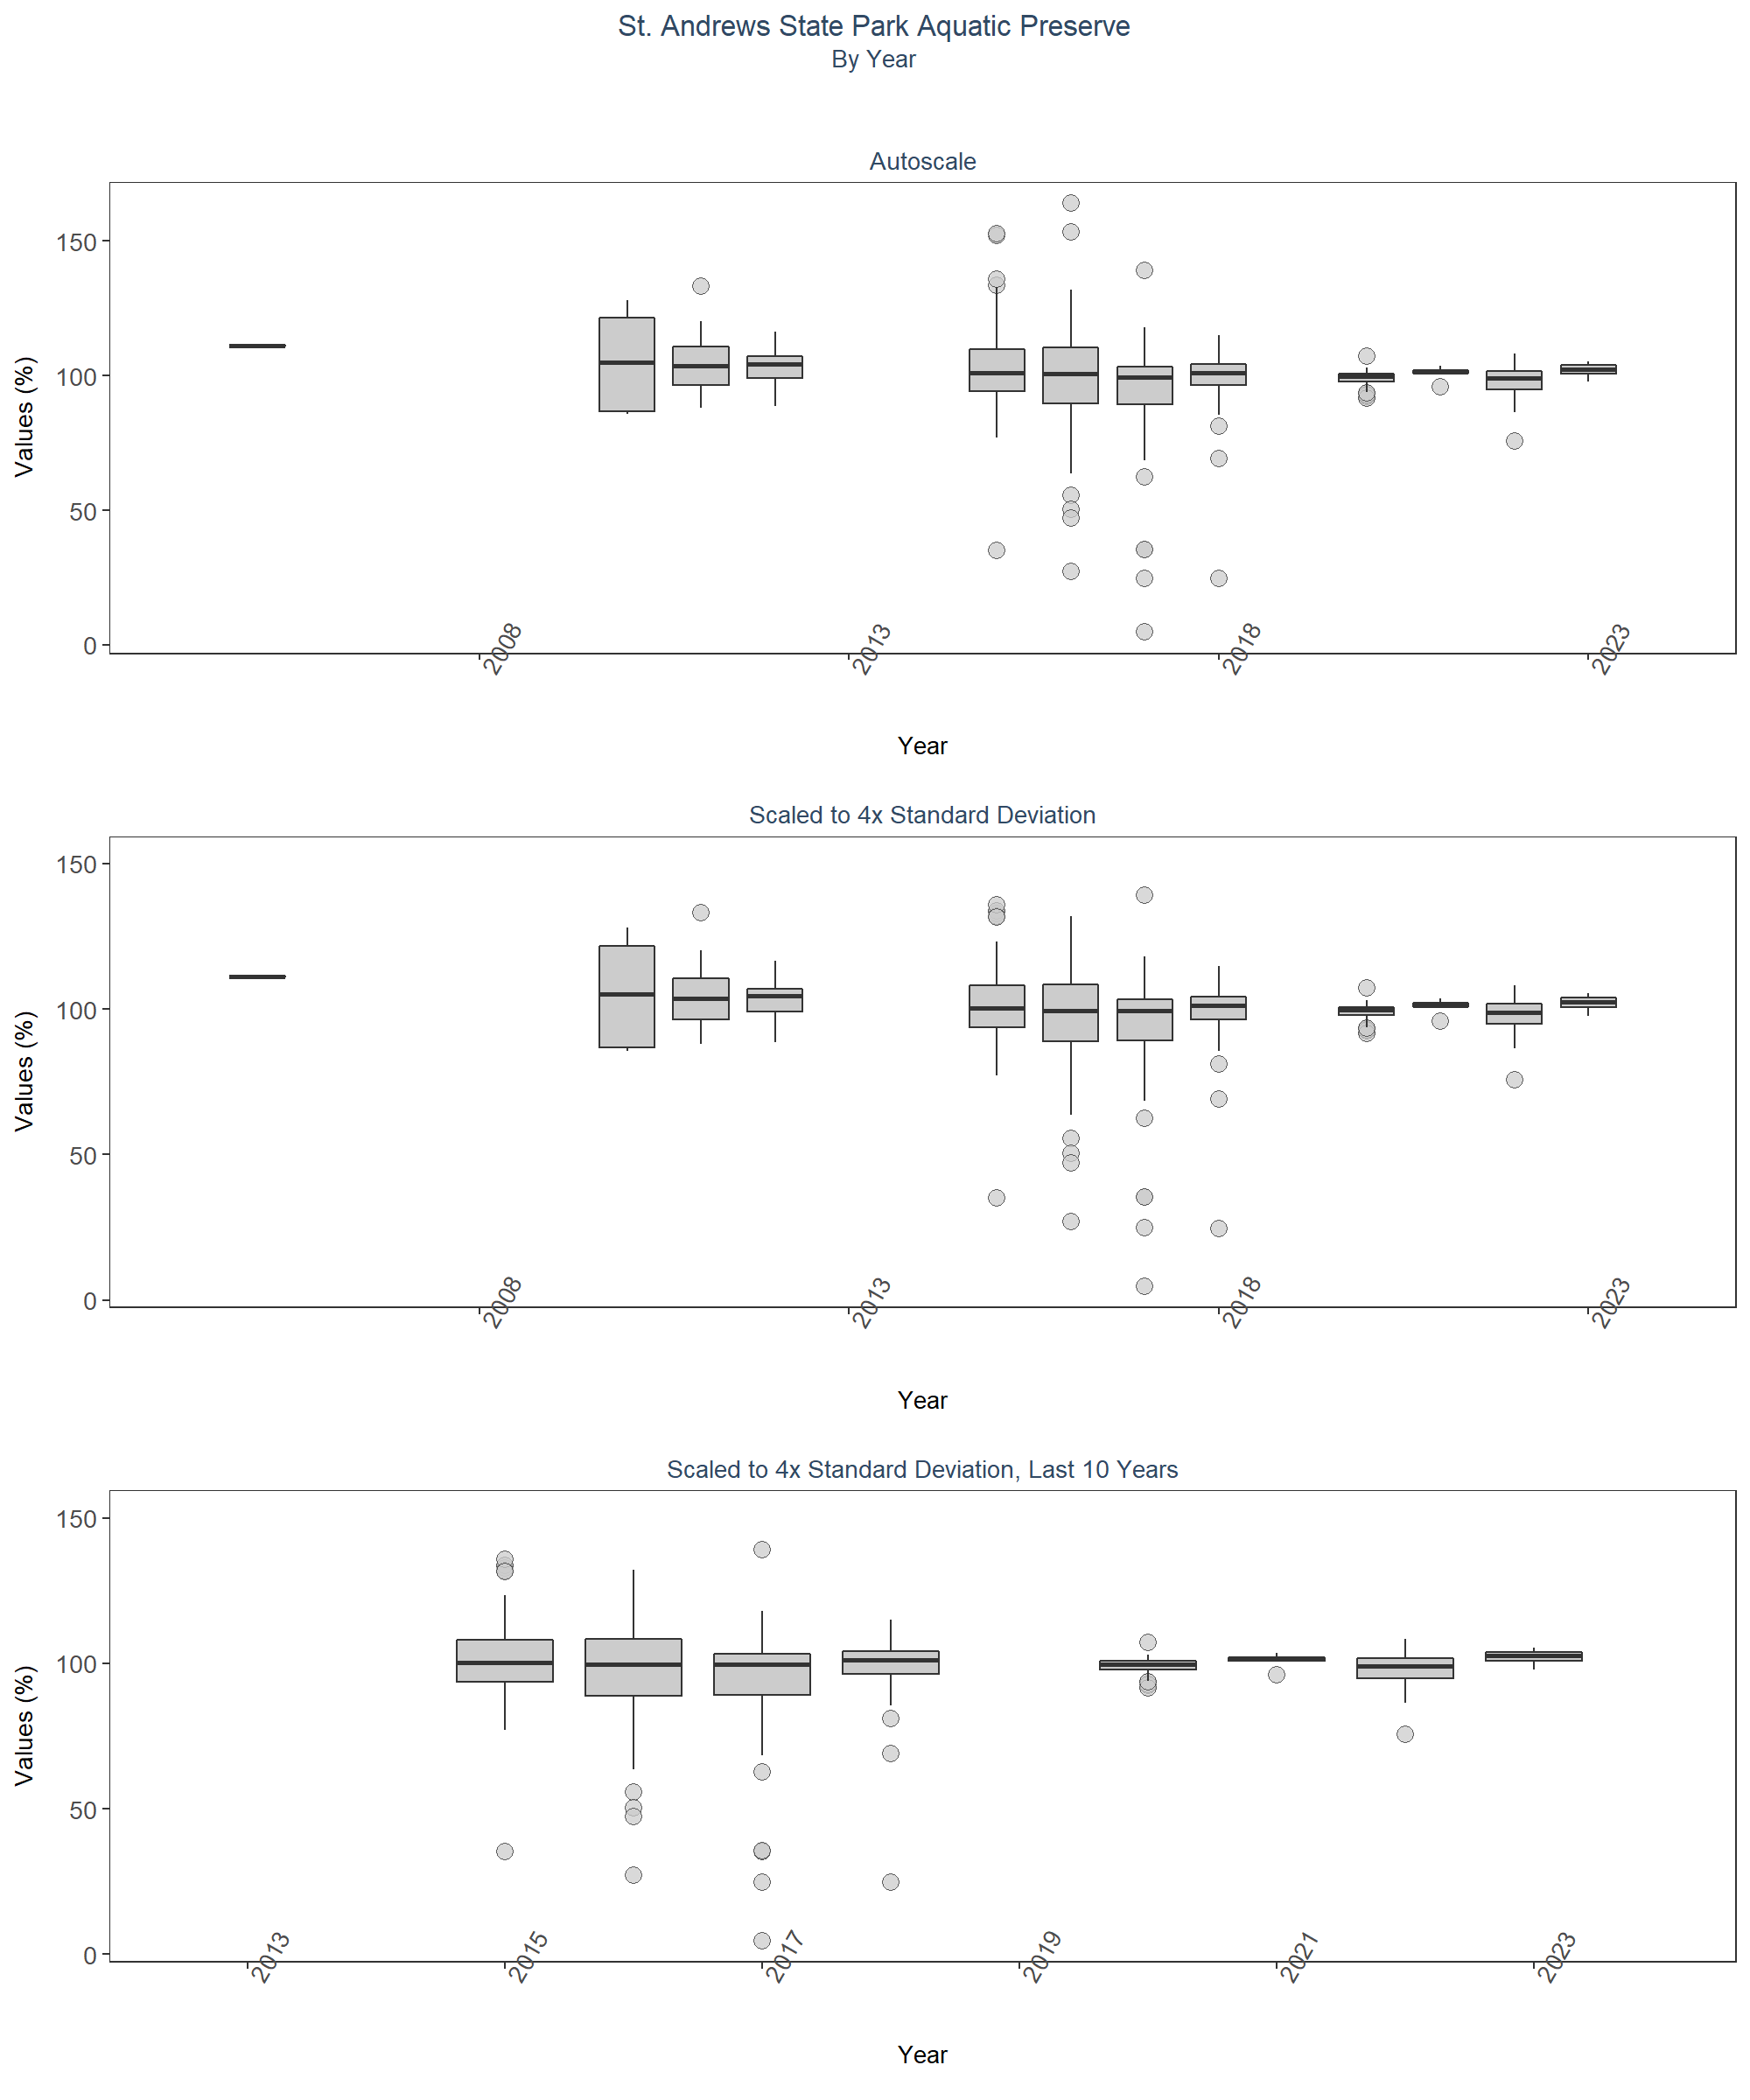 St. Andrews State Park Aquatic Preserve
By Year
Autoscale
Values (%)
150
100
50
0
2008
2013
2018
2023
Year
Scaled to 4x Standard Deviation
Values (%)
150
100
50
0
2008
2013
2018
2023
Year
Scaled to 4x Standard Deviation, Last 10 Years
Values (%)
150
100
50
0
2013
2015
2017
2019
2021
2023
Year